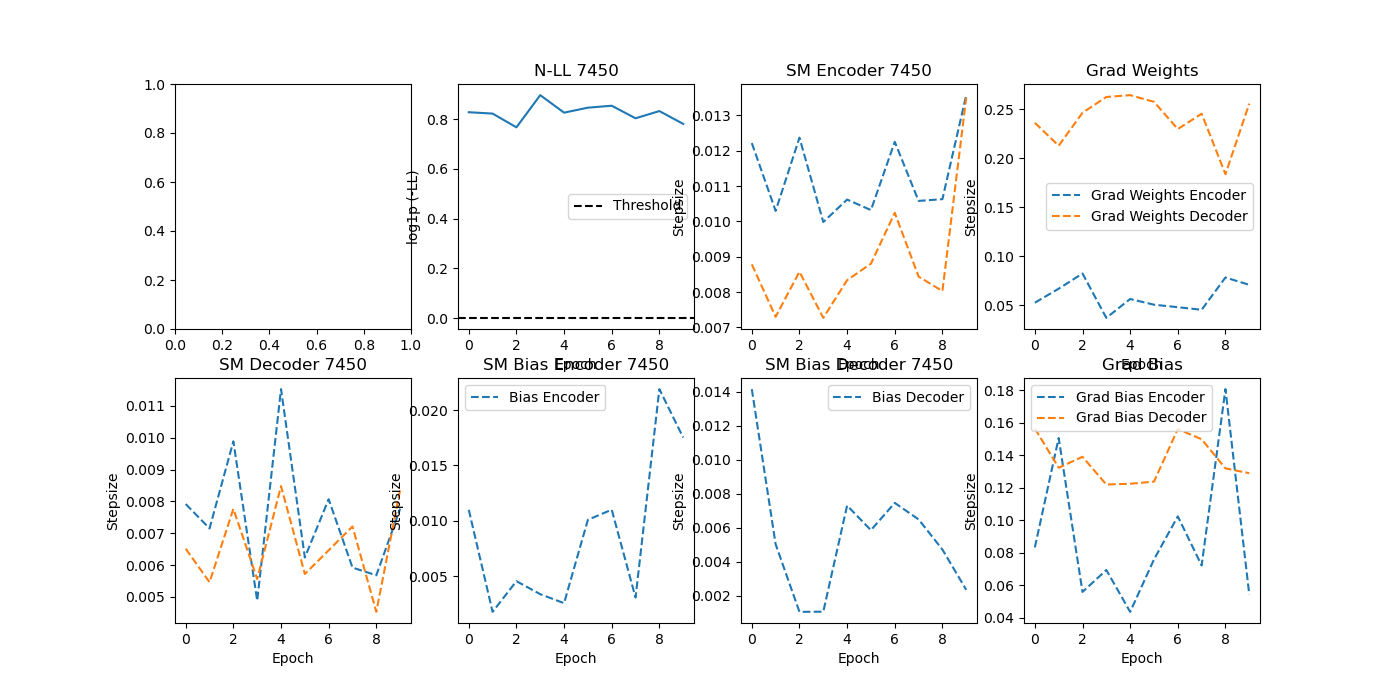 N-LL 7450
SM Encoder 7450
Grad Weights
1.0
0.8
0.6
0.4
0.2
0.0
0.0 0.2 0.4 0.6 0.8 1.0
log1p (-LL)
0.8
0.6
0.4
0.2
0.0
Threshold
0 2 4 6 8
Epoch
Stepsize
0.013
0.012
0.011
0.010
0.009
0.008
0.007
0 2 4 6 8
Epoch
Stepsize
0.25
0.20
0.15
0.10
0.05
Grad Weights Encoder
Grad Weights Decoder
0 2 4 6 8
Epoch
SM Decoder 7450
SM Bias Encoder 7450
SM Bias Decoder 7450
Grad Bias
Stepsize
0.011
0.010
0.009
0.008
0.007
0.006
0.005
0 2 4 6 8
Epoch
Stepsize
0.020
0.015
0.010
0.005
Bias Encoder
0 2 4 6 8
Epoch
Stepsize
0.014
0.012
0.010
0.008
0.006
0.004
0.002
Bias Decoder
0 2 4 6 8
Epoch
Stepsize
0.18
0.16
0.14
0.12
0.10
0.08
0.06
0.04
Grad Bias Encoder
Grad Bias Decoder
0 2 4 6 8
Epoch